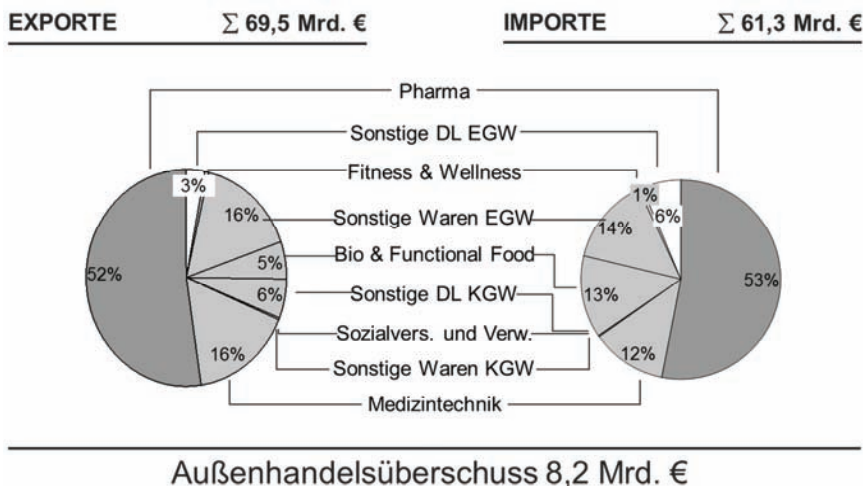 EXPORTE Σ 69,5 Mrd. € IMPORTE Σ 61,3 Mrd. €
Pharma
Sonstige DL EGW
Fitness & Wellness
3% 1%
16% Sonstige Waren EGW 14% 6%
5% Bio & Functional Food
52% 6% Sonstige DL KGW 13% 53%
Sozialvers. und Verw.
16% Sonstige Waren KGW 12%
Medizintechnik
Außenhandelsüberschuss 8,2 Mrd. €